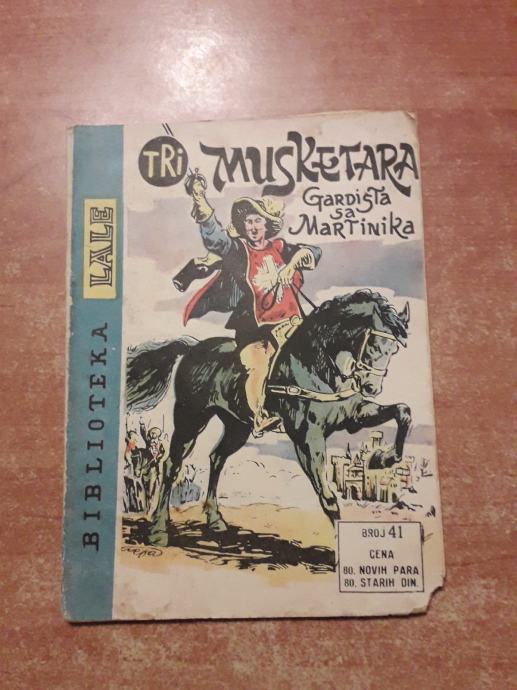 BIBLIOTEKA LALE
TRi MUSKETARA
GARDiSTA
SA
MARTiNiKA
BROJ 41
CENA
80. NOVIH PARA
80. STARIH DIN.